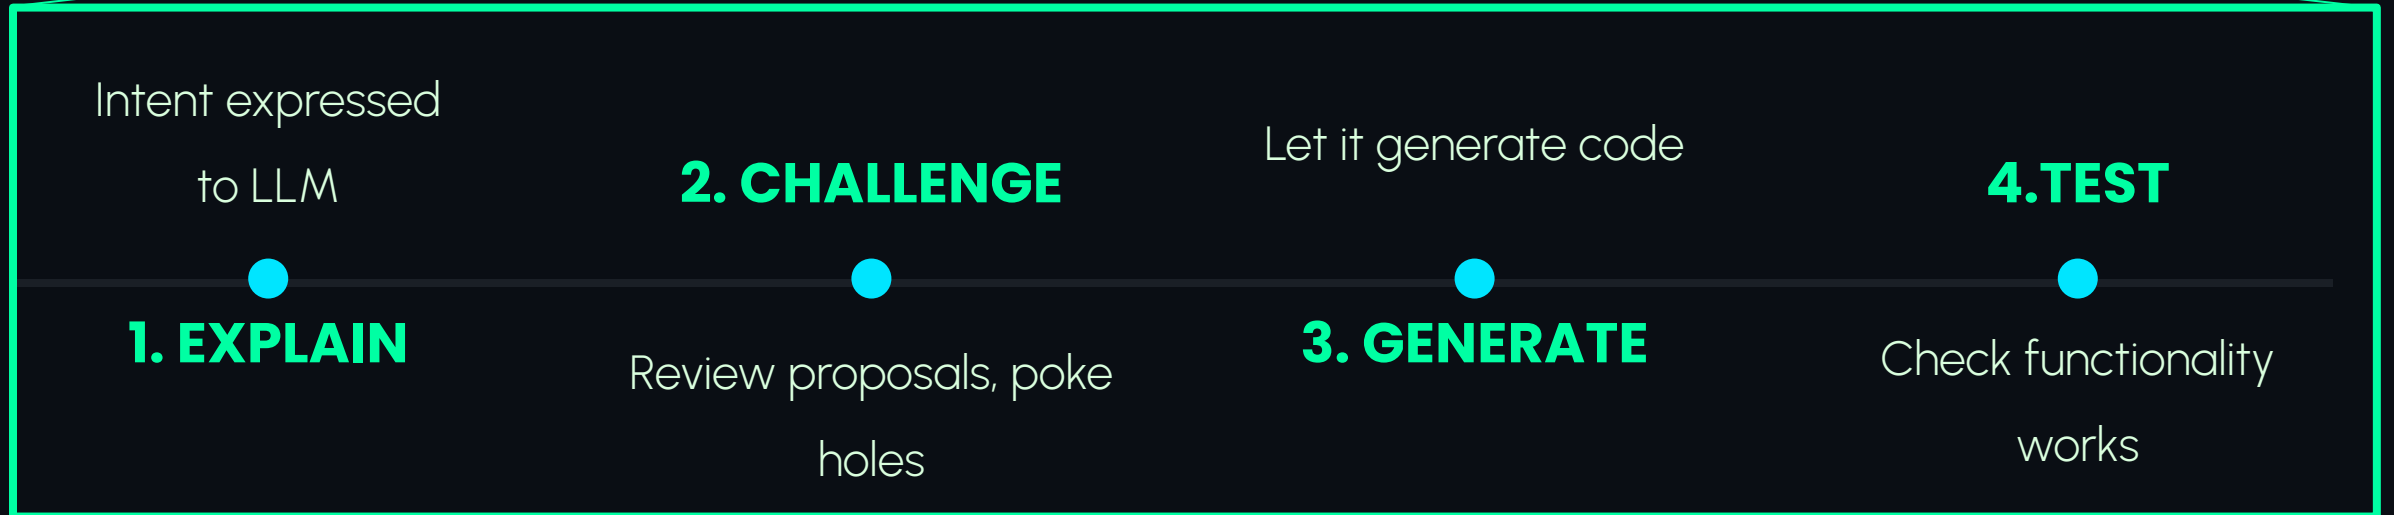 Intent expressed
to LLM
1. EXPLAIN
2. CHALLENGE
Review proposals, poke
holes
Let it generate code
3. GENERATE
4.TEST
Check functionality
works